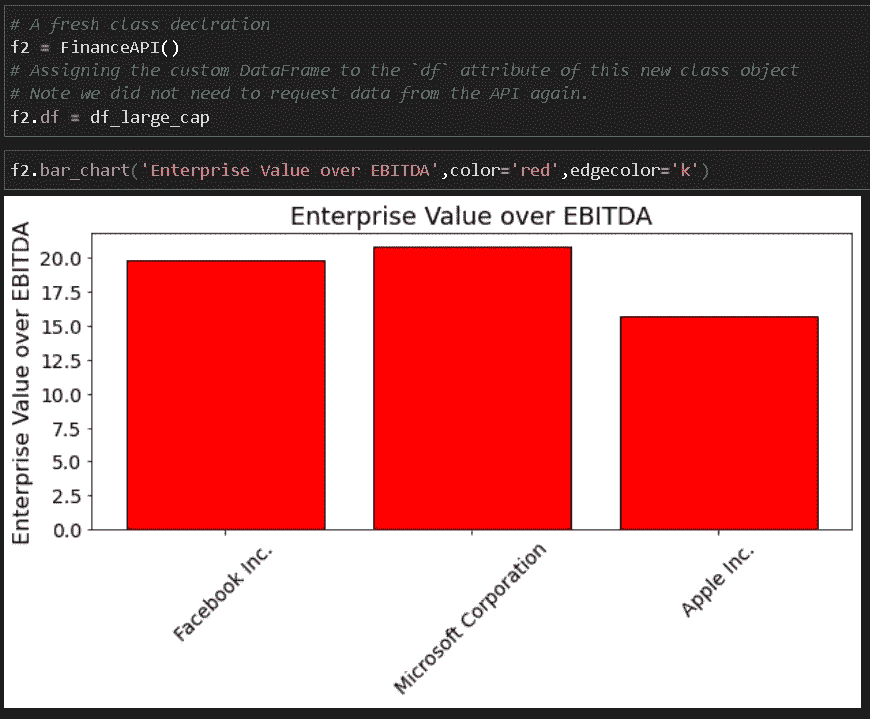 # A fresh class declration
f2 = FinanceAPI()
# Assigning the custom DataFrame to the `df` attribute of this new class object
# Note we did not need to request data from the API again.
f2.df = df_large_cap
f2.bar_chart('Enterprise Value over EBITDA',color='red',edgecolor='k')
Enterprise Value over EBITDA
Enterprise Value over EBITDA
20.0
17.5
15.0
12.5
10.0
7.5
5.0
2.5
0.0
Facebook Inc.
Microsoft Corporation
Apple Inc.